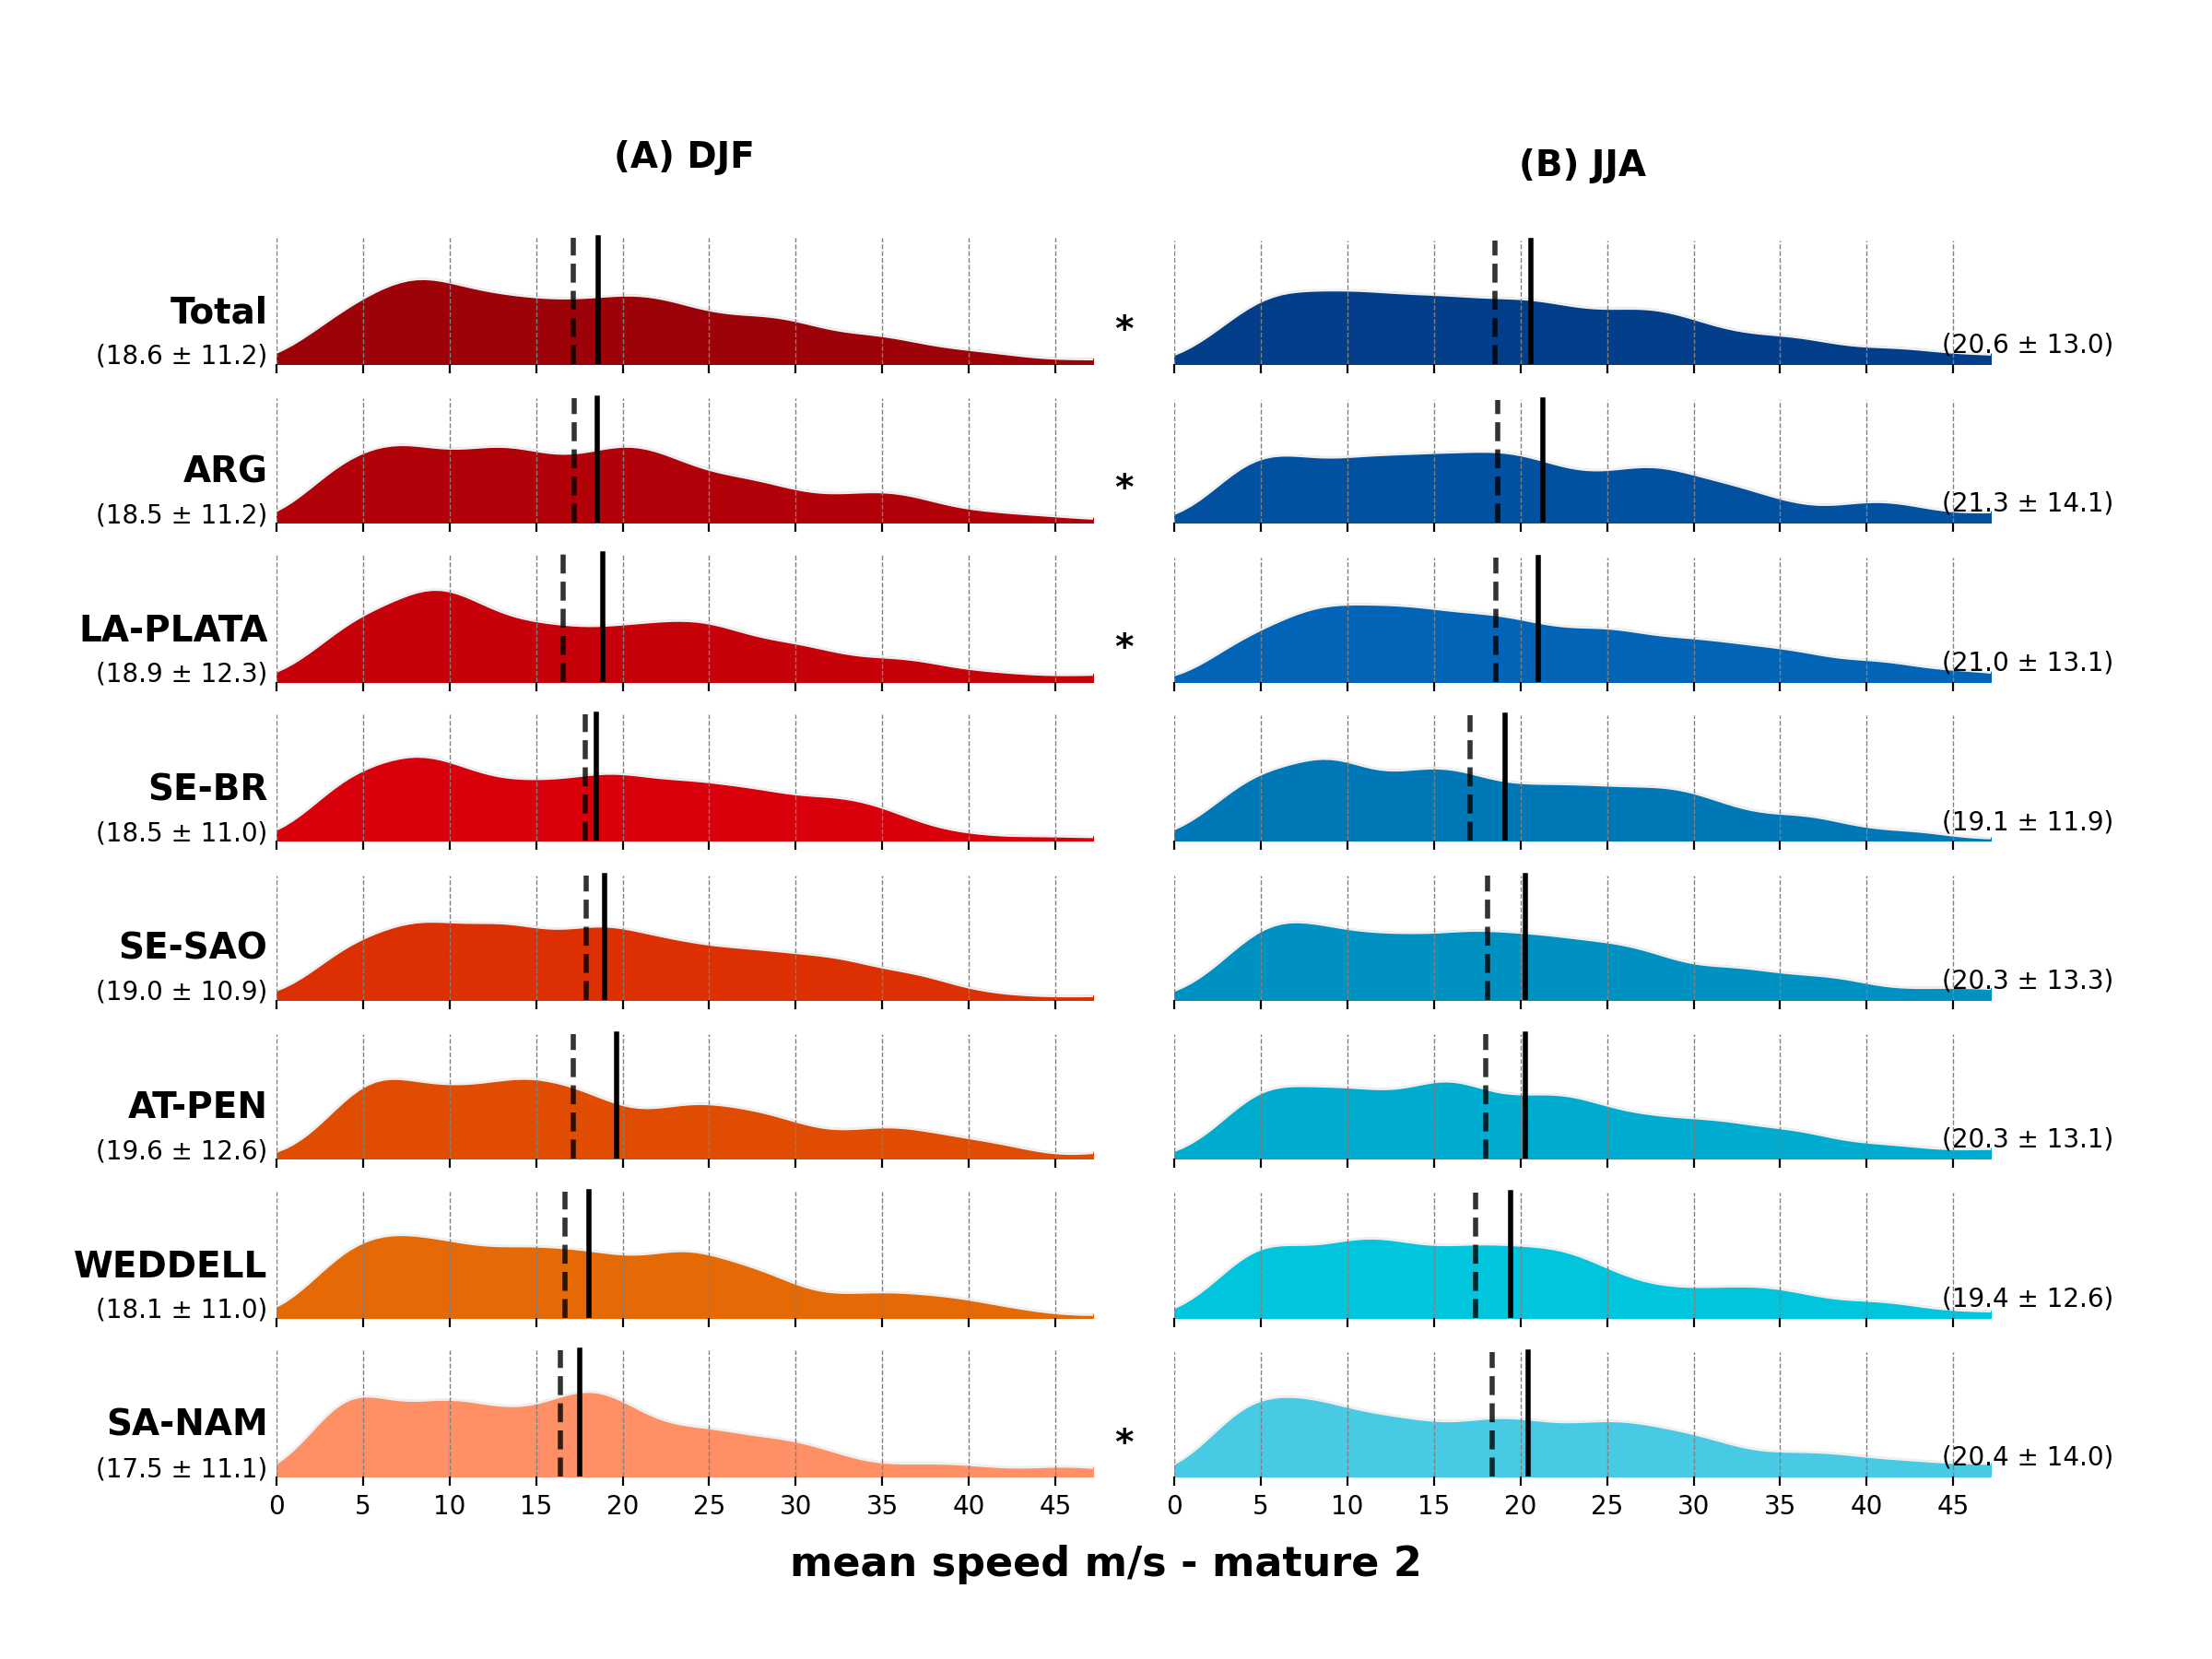 (A) DJF
(B) JJA
Total
(18.6 ± 11.2)
*
(20.6 ± 13.0)
ARG
(18.5 ± 11.2)
*
(21.3 ± 14.1)
LA-PLATA
(18.9 ± 12.3)
*
(21.0 ± 13.1)
SE-BR
(18.5 ± 11.0)
(19.1 ± 11.9)
SE-SAO
(19.0 ± 10.9)
(20.3 ± 13.3)
AT-PEN
(19.6 ± 12.6)
(20.3 ± 13.1)
WEDDELL
(18.1 ± 11.0)
(19.4 ± 12.6)
SA-NAM
(17.5 ± 11.1)
*
(20.4 ± 14.0)
0 5 10 15 20 25 30 35 40 45
0 5 10 15 20 25 30 35 40 45
mean speed m/s - mature 2